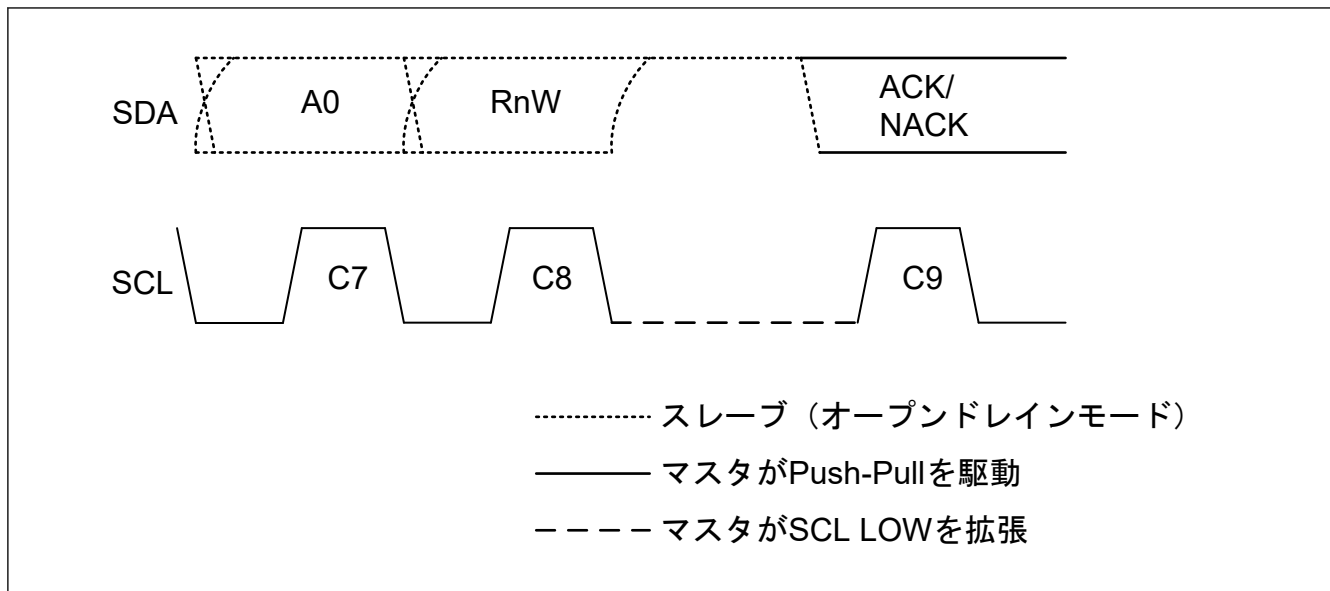 SDA
A0
RnW
ACK/
NACK
SCL
C7
C8
C9
スレーブ（オープンドレインモード）
マスタがPush-Pullを駆動
マスタがSCL LOWを拡張